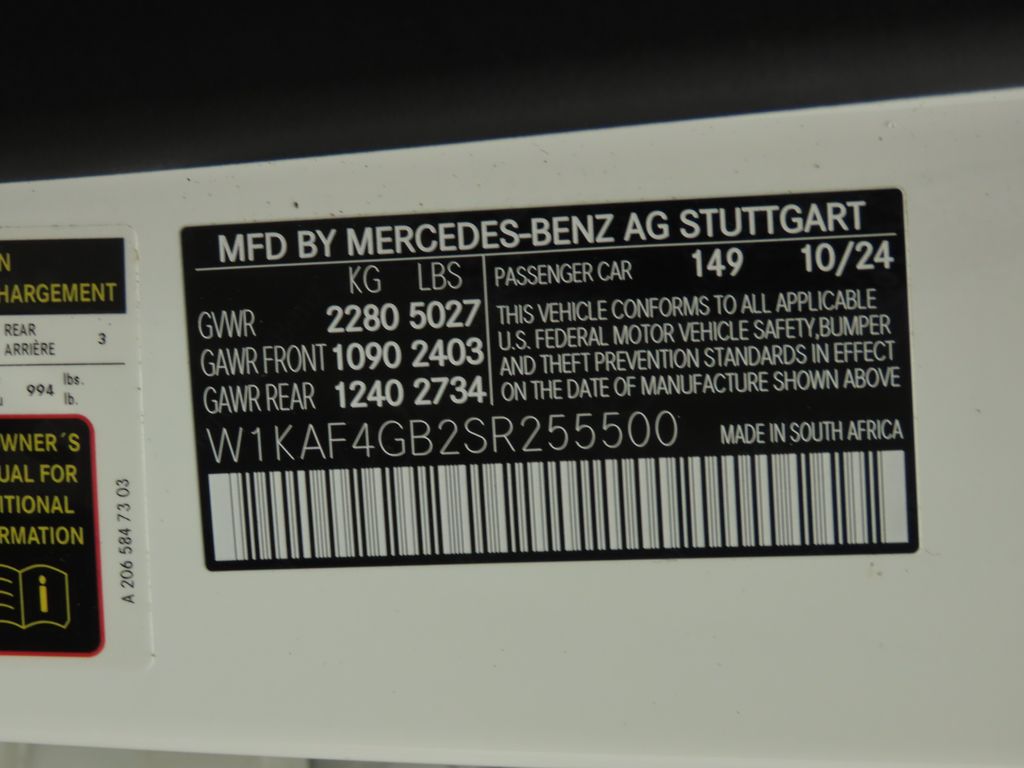 MFD BY MERCEDES-BENZ AG STUTTGART
KG LBS
GVWR 2280 5027
GAWR FRONT 1090 2403
GAWR REAR 1240 2734
PASSENGER CAR 149 10/24
THIS VEHICLE CONFORMS TO ALL APPLICABLE
U.S. FEDERAL MOTOR VEHICLE SAFETY,BUMPER
AND THEFT PREVENTION STANDARDS IN EFFECT
ON THE DATE OF MANUFACTURE SHOWN ABOVE
W1KAF4GB2SR255500 MADE IN SOUTH AFRICA
N
HARGEMENT
REAR
ARRIÈRE 3
994 lbs.
lb.
WNER´S
UAL FOR
ITIONAL
RMATION
i
A 206 584 73 03